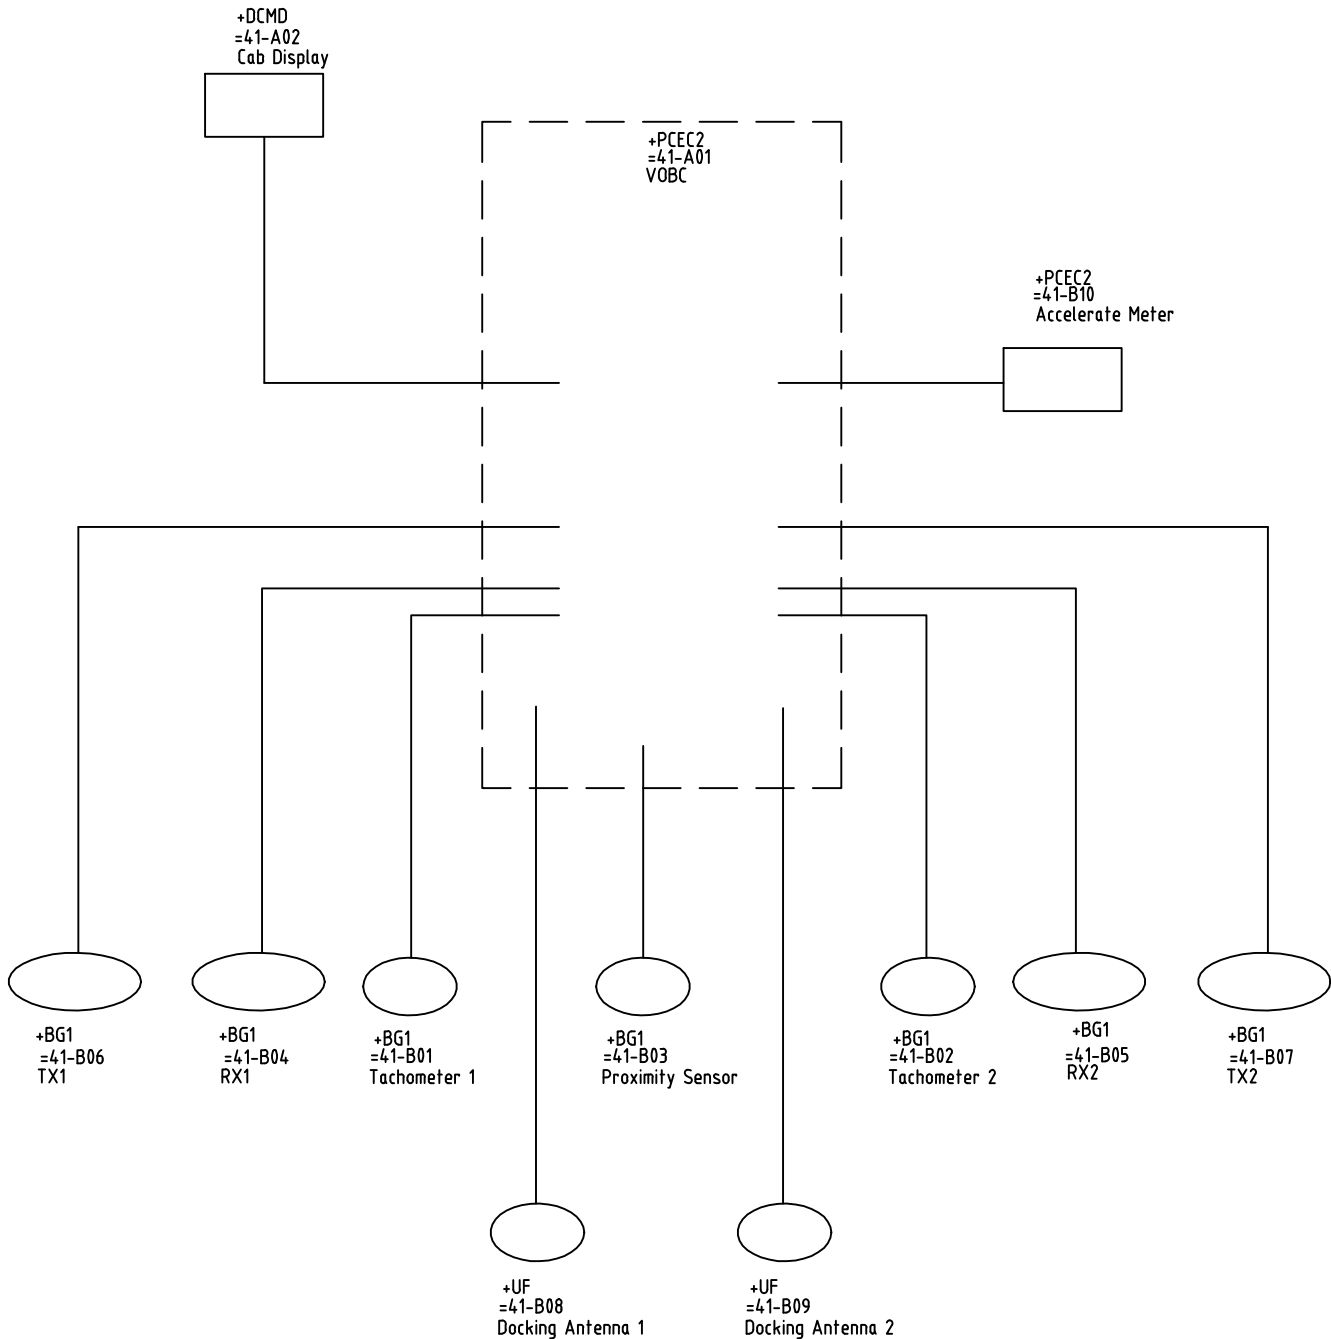 +DCMD
=41-A02
Cab Display
+PCEC2
=41-A01
VOBC
+PCEC2
=41-B10
Accelerate Meter
+BG1
=41-B06
TX1
+BG1
=41-B04
RX1
+BG1
=41-B01
Tachometer 1
+BG1
=41-B03
Proximity Sensor
+BG1
=41-B02
Tachometer 2
+BG1
=41-B05
RX2
+BG1
=41-B07
TX2
+UF
=41-B08
Docking Antenna 1
+UF
=41-B09
Docking Antenna 2